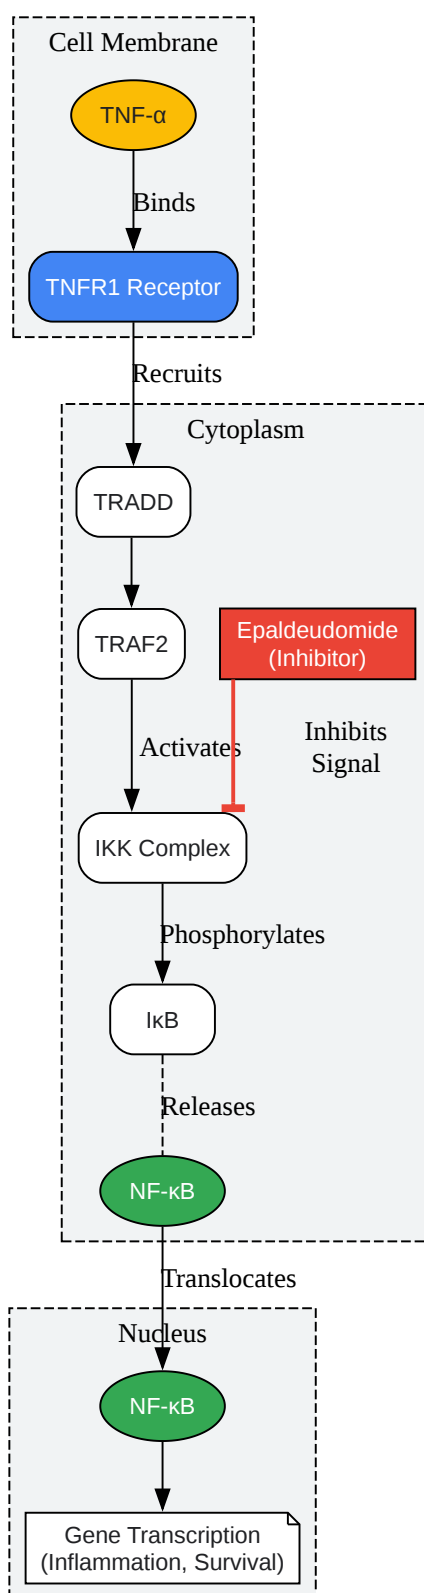 Cell Membrane
TNF-α
Binds
TNFR1 Receptor
Recruits
Cytoplasm
TRADD
TRAF2
Epaldeudomide
(Inhibitor)
Activates
Inhibits
Signal
IKK Complex
Phosphorylates
IκB
Releases
NF-κB
Translocates
Nucleus
NF-κB
Gene Transcription
(Inflammation, Survival)